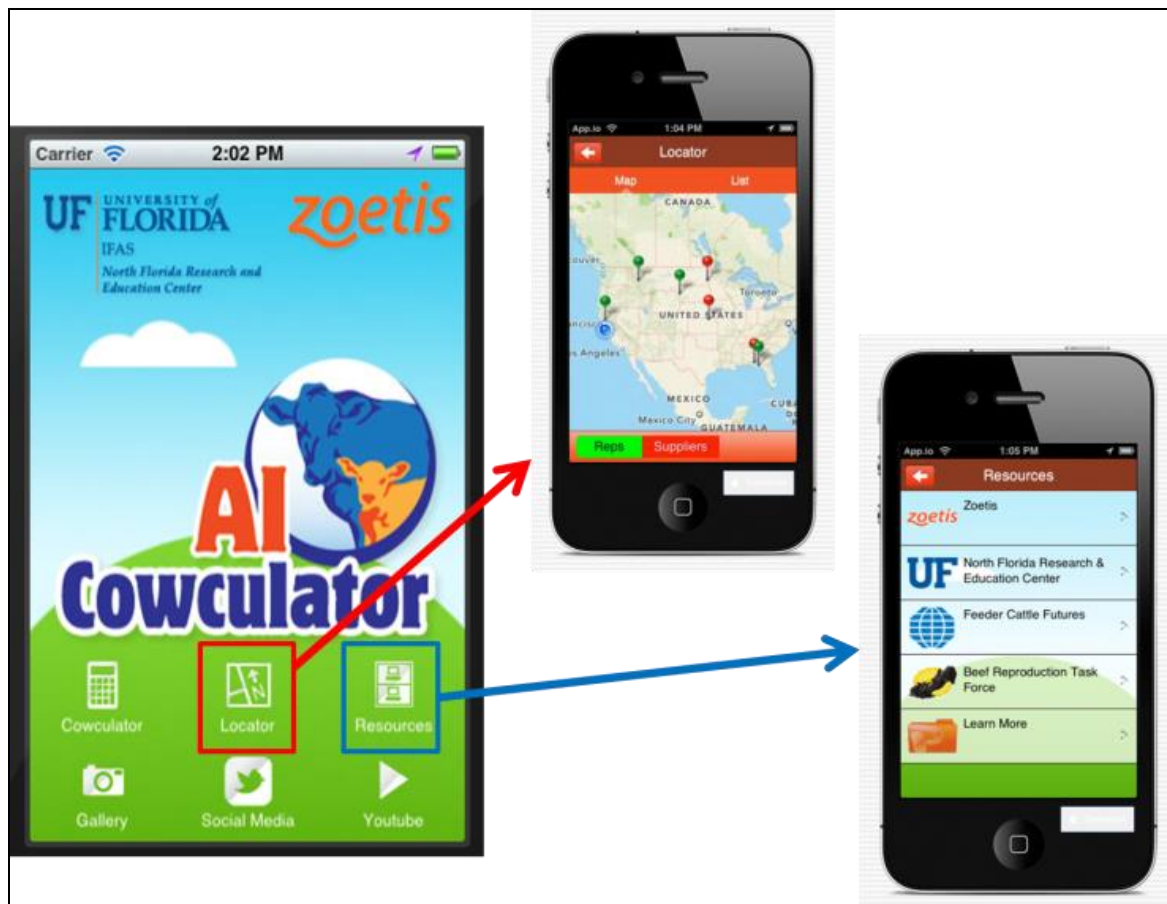 Carrier
2:02 PM
UF UNIVERSITY of
FLORIDA
IFAS
North Florida Research and
Education Center
zoetis
AI
Cowculator
Cowculator
Locator
Resources
Gallery
Social Media
Youtube
App.io
1:04 PM
Locator
Map
List
CANADA
couver
Toronto
UNITED STATES
ancisco
os Angeles
MEXICO
CUBA
Mexico City
GUATEMALA
Reps
Suppliers
App.io
1:05 PM
Resources
zoetis
Zoetis
UF
North Florida Research &
Education Center
Feeder Cattle Futures
Beef Reproduction Task
Force
Learn More